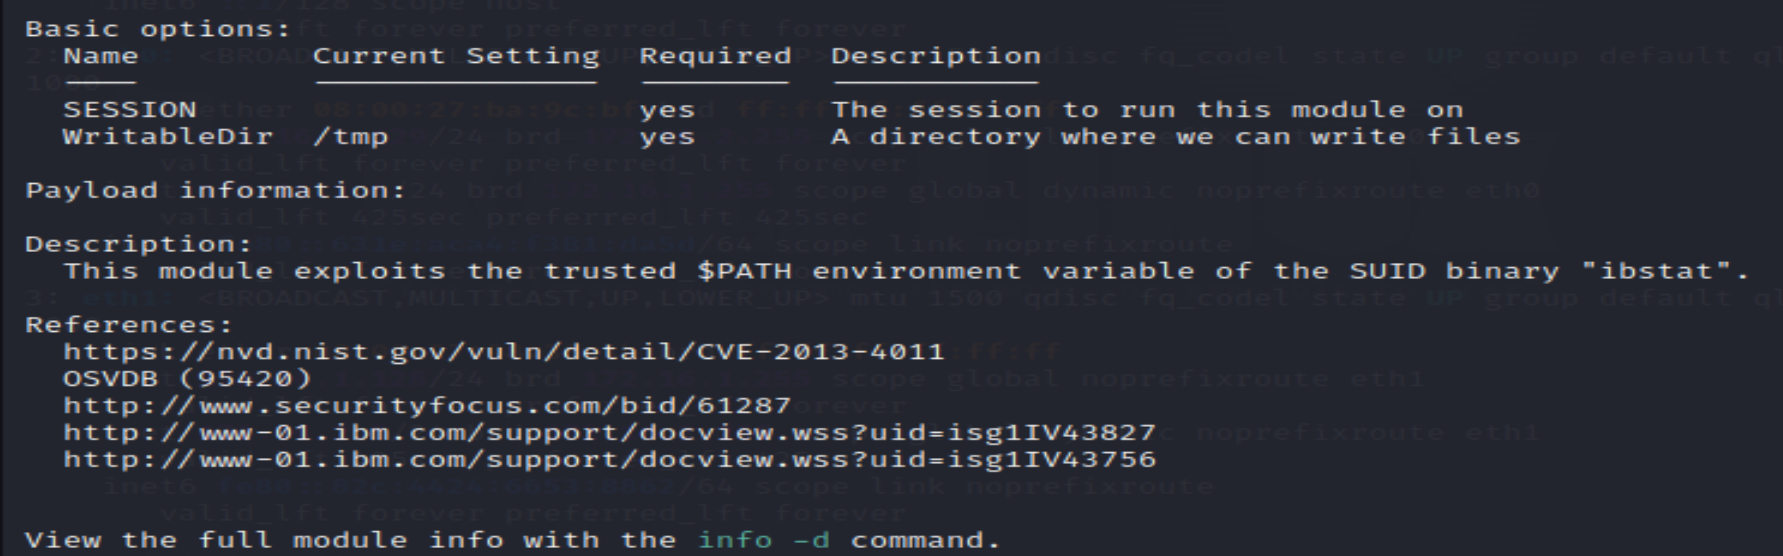 Basic options:
Name Current Setting Required Description
SESSION yes The session to run this module on
WritableDir /tmp yes A directory where we can write files
Payload information:
Description:
This module exploits the trusted $PATH environment variable of the SUID binary "ibstat".
References:
https://nvd.nist.gov/vuln/detail/CVE-2013-4011
OSVDB (95420)
http://www.securityfocus.com/bid/61287
http://www-01.ibm.com/support/docview.wss?uid=isg1IV43827
http://www-01.ibm.com/support/docview.wss?uid=isg1IV43756
View the full module info with the info -d command.